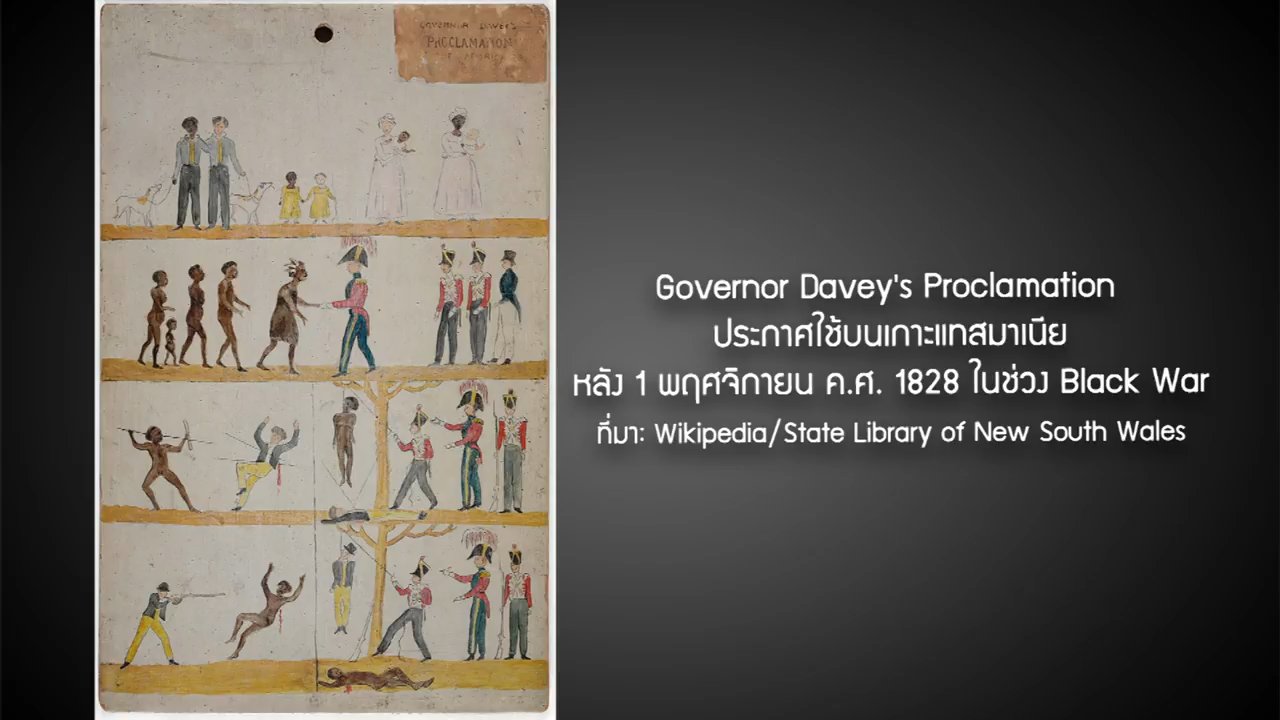 GOVERNOR DAVEY'S
PROCLAMATION
Governor Davey's Proclamation
ประกาศใช้บนเกาะแทสมาเนีย
หลัง 1 พฤศจิกายน ค.ศ. 1828 ในช่วง Black War
ที่มา: Wikipedia/State Library of New South Wales